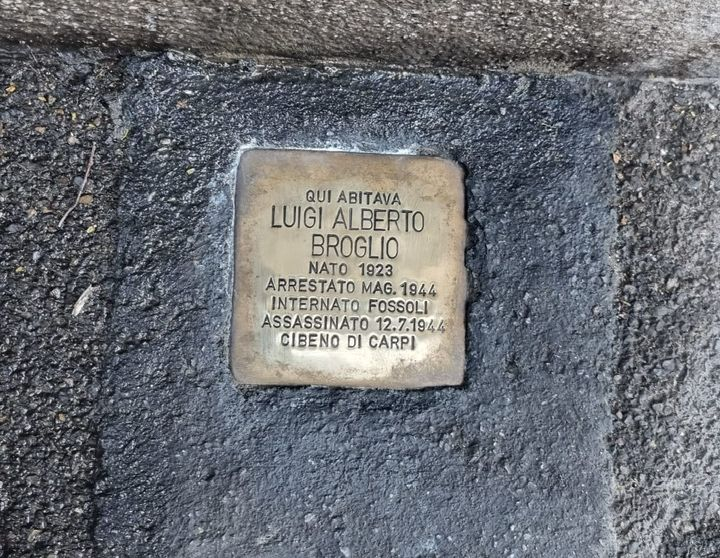 QUI ABITAVA
LUIGI ALBERTO
BROGLIO
NATO 1923
ARRESTATO MAG. 1944
INTERNATO FOSSOLI
ASSASSINATO 12.7.1944
CIBENO DI CARPI